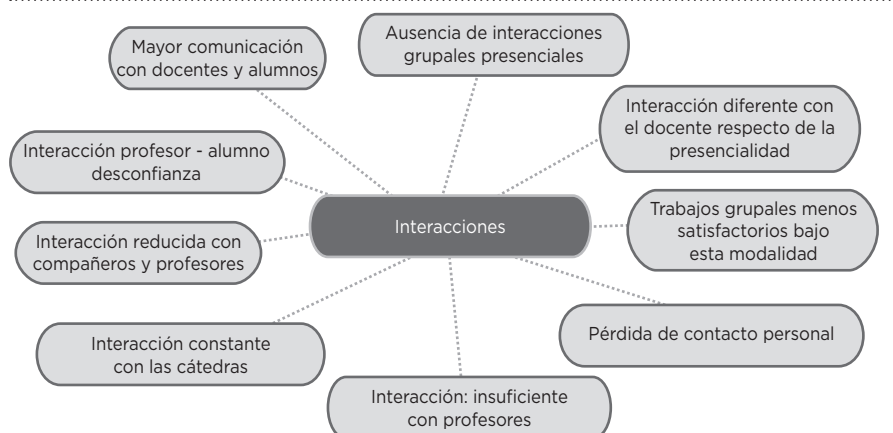 Mayor comunicación
con docentes y alumnos
Ausencia de interacciones
grupales presenciales
Interacción diferente con
el docente respecto de la
presencialidad
Interacción profesor - alumno
desconfianza
Interacciones
Trabajos grupales menos
satisfactorios bajo
esta modalidad
Interacción reducida con
compañeros y profesores
Pérdida de contacto personal
Interacción constante
con las cátedras
Interacción: insuficiente
con profesores